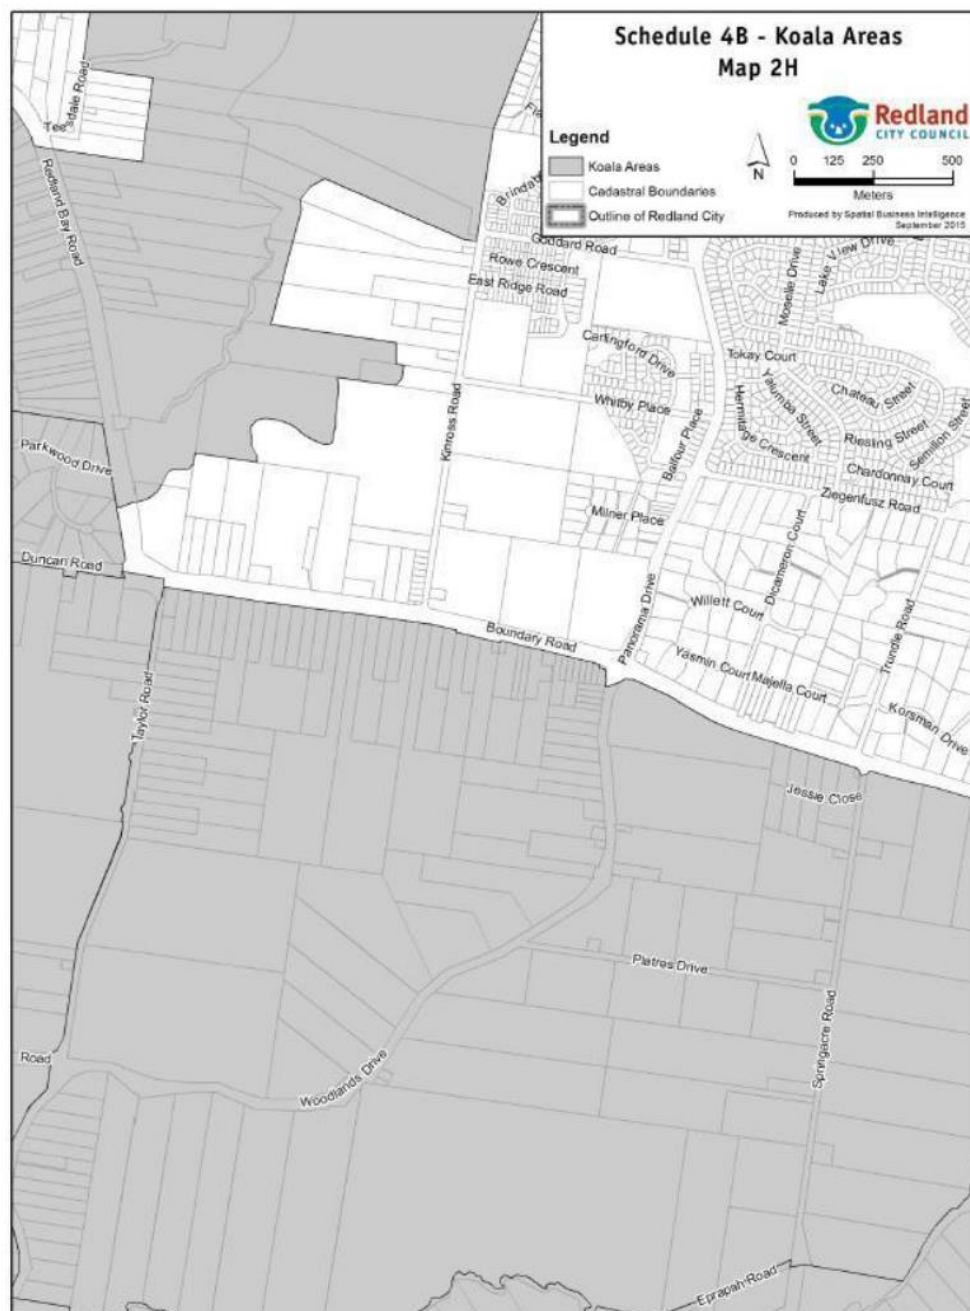 Schedule 4B - Koala Areas
Map 2H
Redland
CITY COUNCIL
Legend
Koala Areas
Cadastral Boundaries
Outline of Redland City
N
0 125 250 500
Meters
Produced by Spatial Business Intelligence
September 2015
Teesdale Road
Redland Bay Road
Goddard Road
Rowe Crescent
East Ridge Road
Moselle Drive
Lake View Drive
Carlingford Drive
Tokay Court
Whitby Place
Kinross Road
Hermitage Crescent
Yalumba Street
Chateau Street
Riesling Street
Semillon Street
Balfour Place
Chardonnay Court
Ziegenfusz Road
Parkwood Drive
Milner Place
Duncan Road
Dicameron Court
Willett Court
Panorama Drive
Trundle Road
Boundary Road
Yasmin Court
Majella Court
Korsman Drive
Taylor Road
Jessie Close
Platres Drive
Springacre Road
Road
Woodlands Drive
Eprapah Road